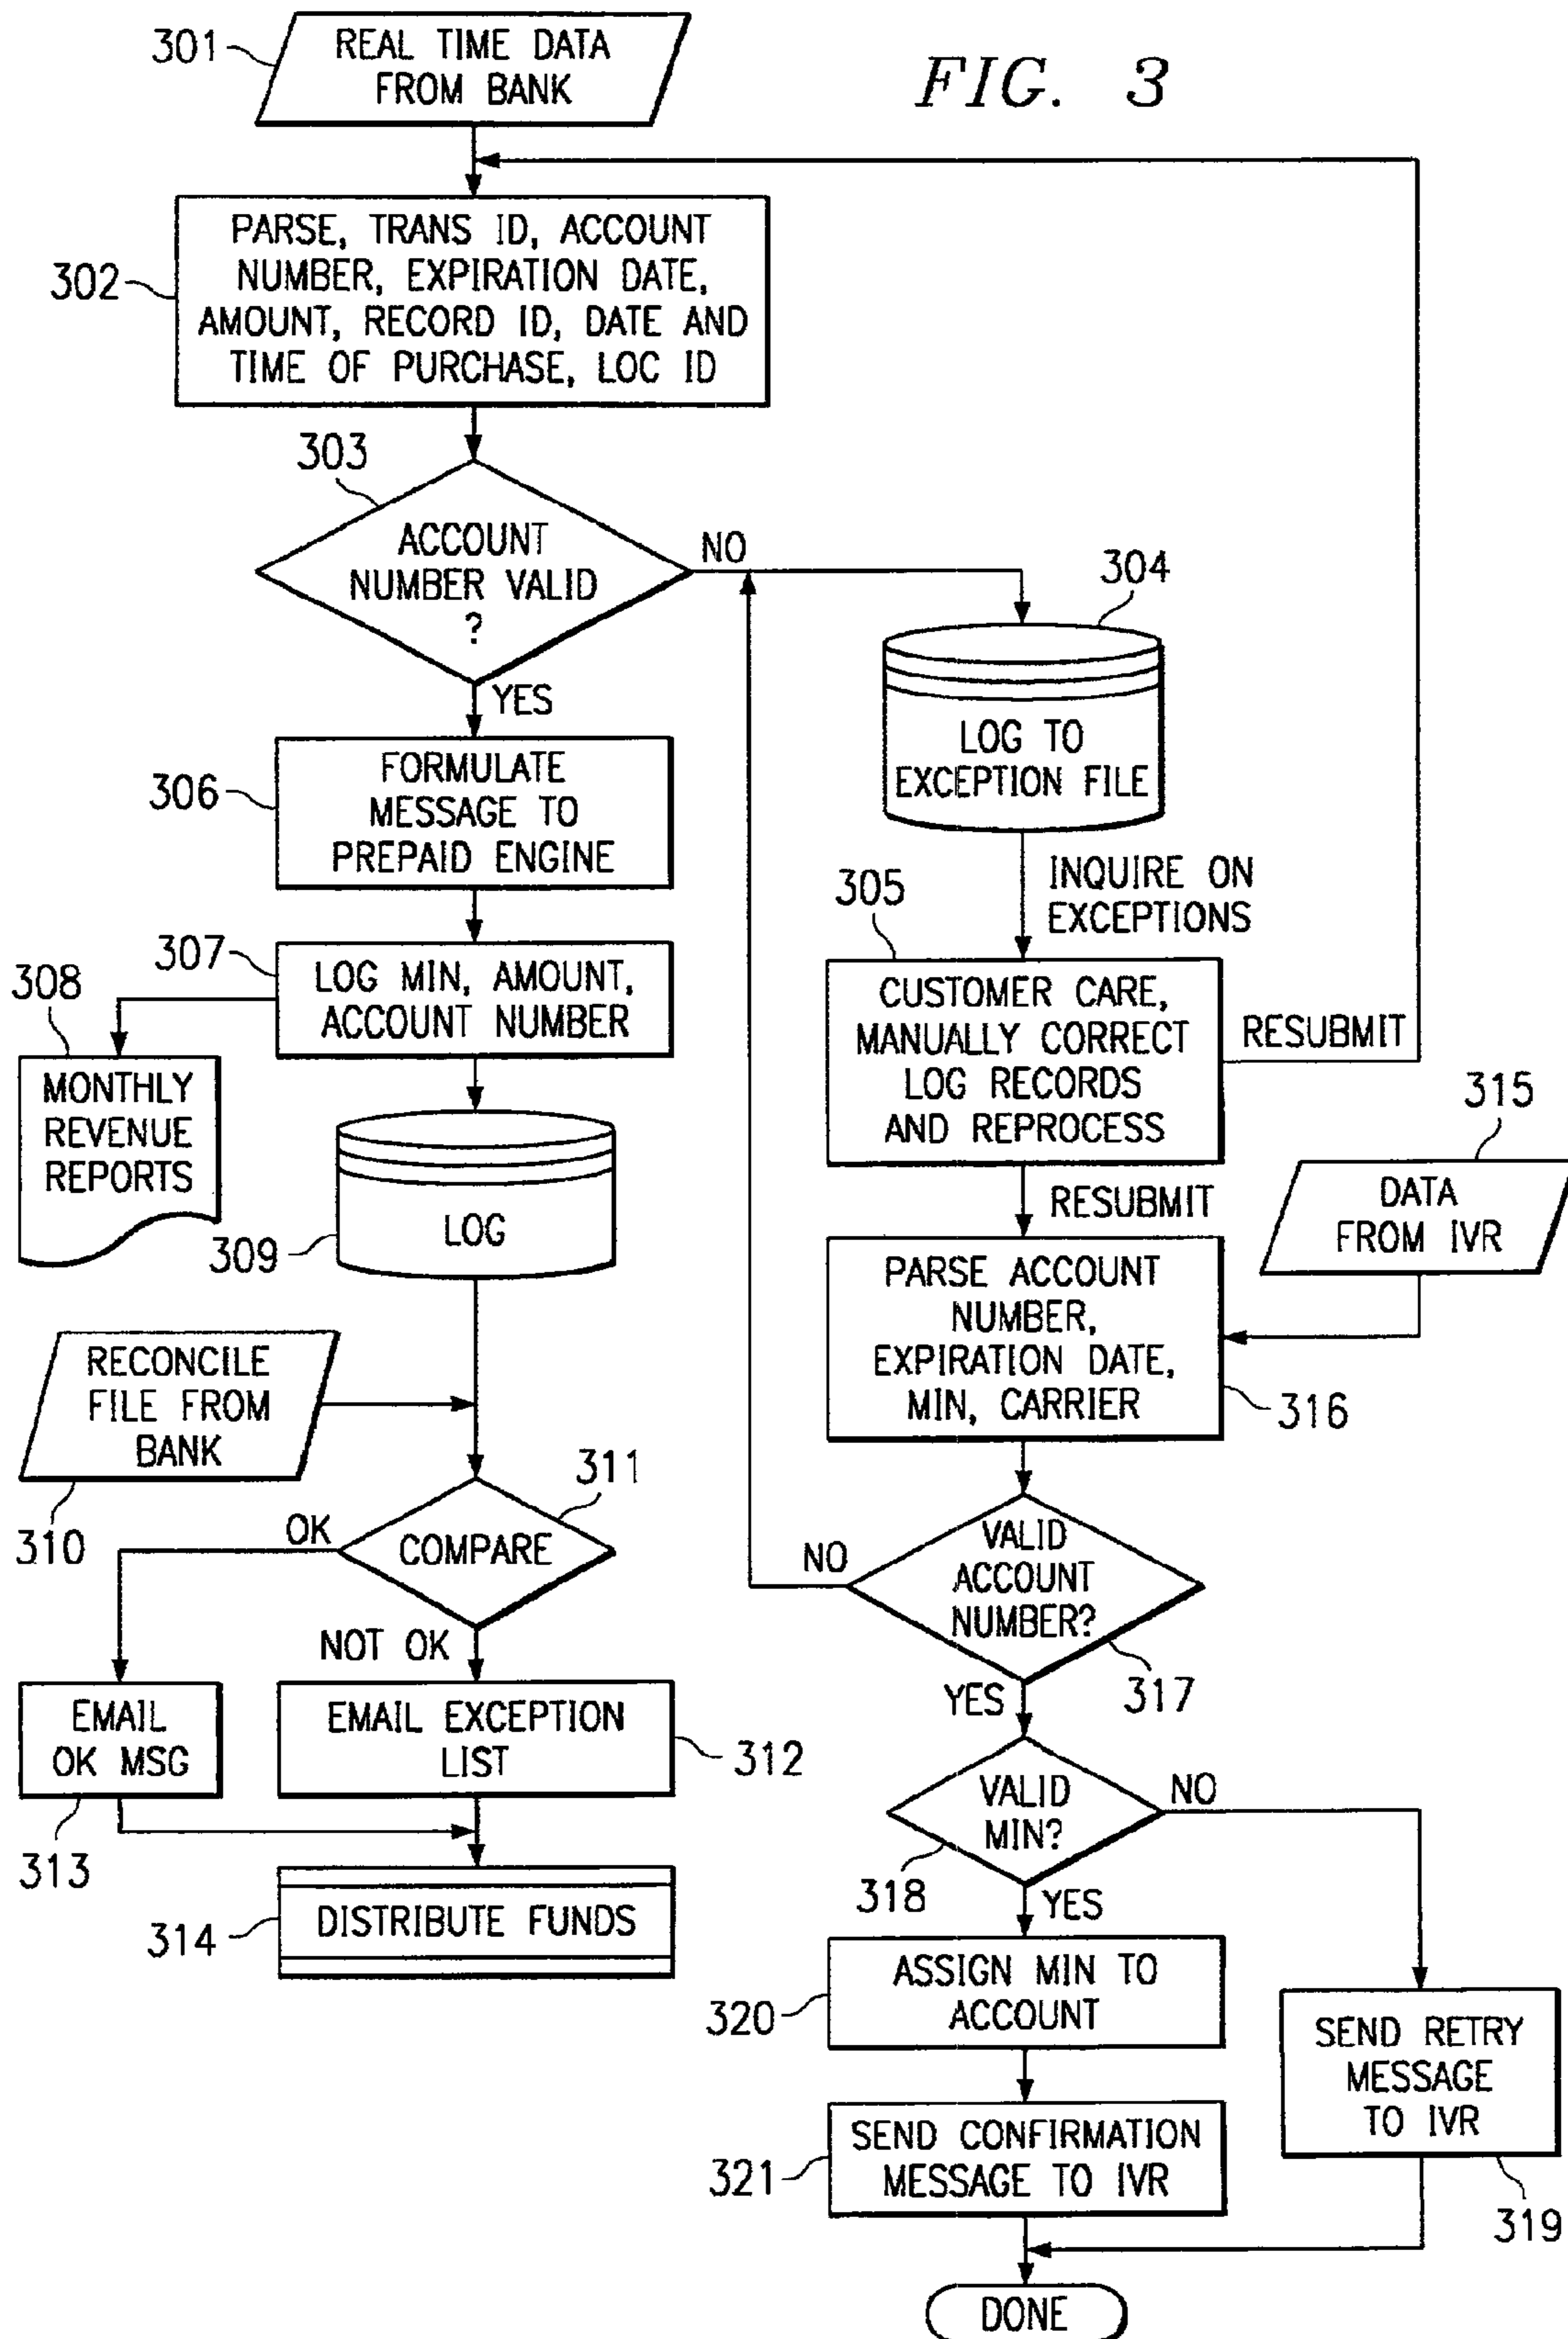 FIG. 3
301
REAL TIME DATA
FROM BANK
302
PARSE, TRANS ID, ACCOUNT
NUMBER, EXPIRATION DATE,
AMOUNT, RECORD ID, DATE AND
TIME OF PURCHASE, LOC ID
303
ACCOUNT
NUMBER VALID
?
NO
YES
304
LOG TO
EXCEPTION FILE
INQUIRE ON
EXCEPTIONS
305
CUSTOMER CARE,
MANUALLY CORRECT
LOG RECORDS
AND REPROCESS
RESUBMIT
RESUBMIT
306
FORMULATE
MESSAGE TO
PREPAID ENGINE
307
LOG MIN, AMOUNT,
ACCOUNT NUMBER
308
MONTHLY
REVENUE
REPORTS
309
LOG
310
RECONCILE
FILE FROM
BANK
311
COMPARE
OK
NOT OK
EMAIL
OK MSG
313
EMAIL EXCEPTION
LIST
312
314
DISTRIBUTE FUNDS
315
DATA
FROM IVR
PARSE ACCOUNT
NUMBER,
EXPIRATION DATE,
MIN, CARRIER
316
NO
VALID
ACCOUNT
NUMBER?
317
YES
VALID
MIN?
318
NO
YES
320
ASSIGN MIN TO
ACCOUNT
321
SEND CONFIRMATION
MESSAGE TO IVR
SEND RETRY
MESSAGE
TO IVR
319
DONE